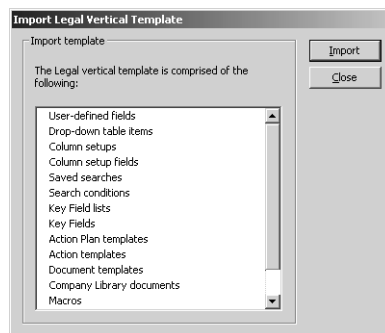 Import Legal Vertical Template
Import template
The Legal vertical template is comprised of the
following:
User-defined fields
Drop-down table items
Column setups
Column setup fields
Saved searches
Search conditions
Key Field lists
Key Fields
Action Plan templates
Action templates
Document templates
Company Library documents
Macros
Import
Close